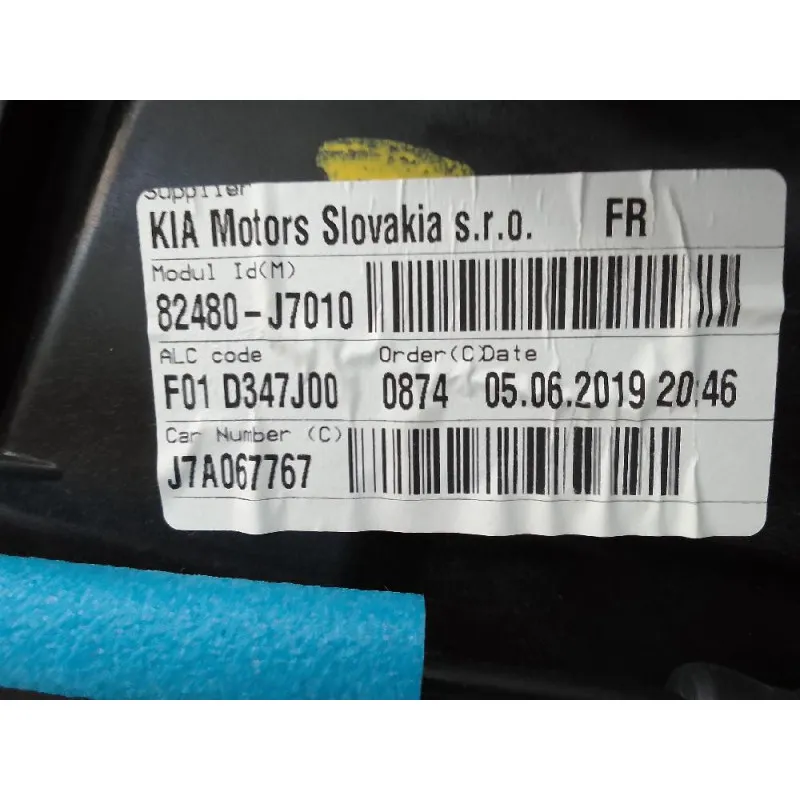 Supplier
KIA Motors Slovakia s.r.o. FR
Modul Id(M)
82480-J7010
ALC code Order(C)Date
F01 D347J00 0874 05.06.2019 20:46
Car Number (C)
J7A067767